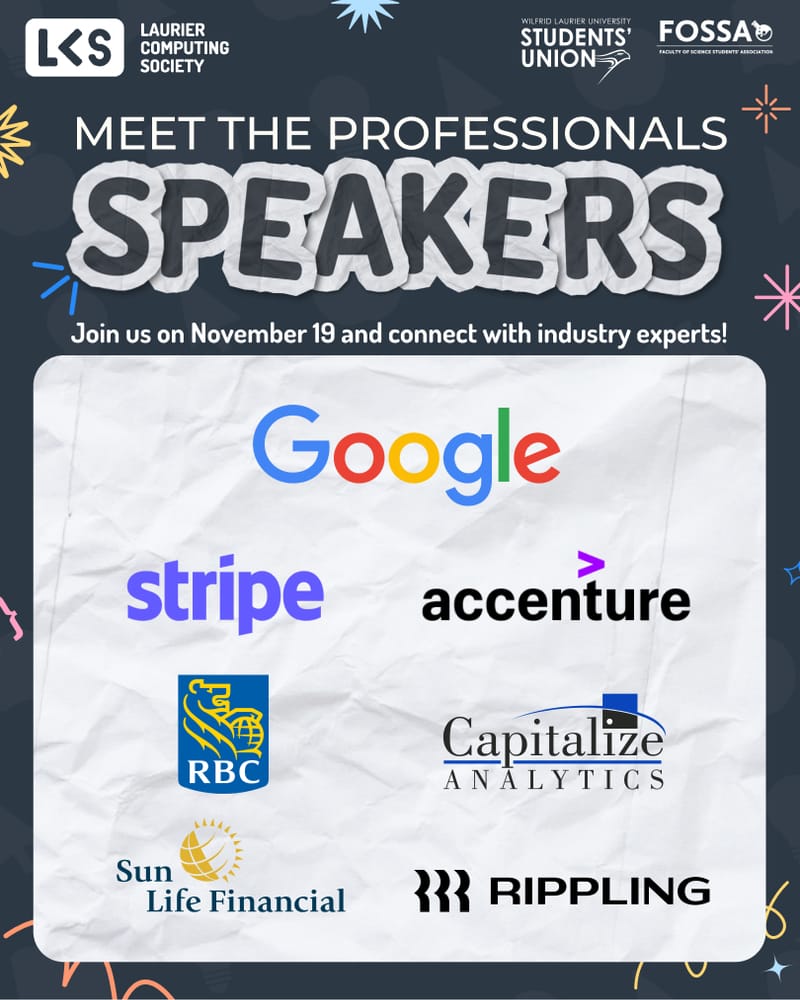 LCS
LAURIER
COMPUTING
SOCIETY
WILFRID LAURIER UNIVERSITY
STUDENTS'
UNION
FOSSA
FACULTY OF SCIENCE STUDENTS' ASSOCIATION
MEET THE PROFESSIONALS
SPEAKERS
Join us on November 19 and connect with industry experts!
Google
stripe
accenture
RBC
Capitalize
ANALYTICS
Sun
Life Financial
RIPPLING